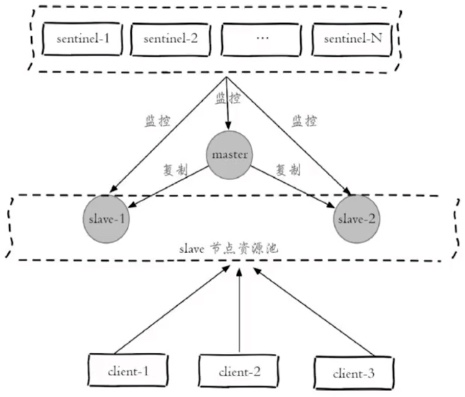 sentinel-1 sentinel-2 ... sentinel-N
监控 监控 监控
master
复制 复制
slave-1 slave-2
slave 节点资源池
client-1 client-2 client-3